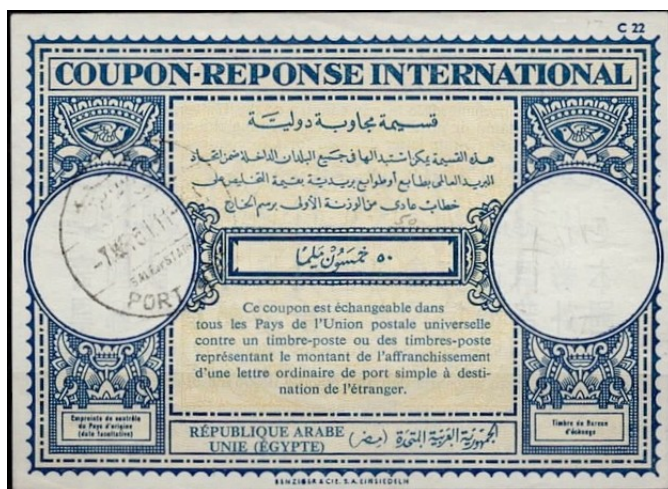 C 22
COUPON-REPONSE INTERNATIONAL
قسيمة مجاوبة دولية
هذه القسيمة يمكن استبدالها في جميع البلدان الداخلة ضمن اتحاد
البريد العالمى بطابع أو طوابع بريدية بقيمة التخليص على
خطاب عادى من الوزنة الأولى برسم الخارج
٥٠ خمسون مليما
Ce coupon est échangeable dans
tous les Pays de l'Union postale universelle
contre un timbre-poste ou des timbres-poste
représentant le montant de l'affranchissement
d'une lettre ordinaire de port simple à desti-
nation de l'étranger.
PORT
Empreinte de contrôle
du Pays d'origine
(date facultative)
RÉPUBLIQUE ARABE
UNIE (ÉGYPTE)
الجمهورية العربية المتحدة (مصر)
Timbre du Bureau
d'échange
BENZIGER & CIE. S.A. EINSIEDELN